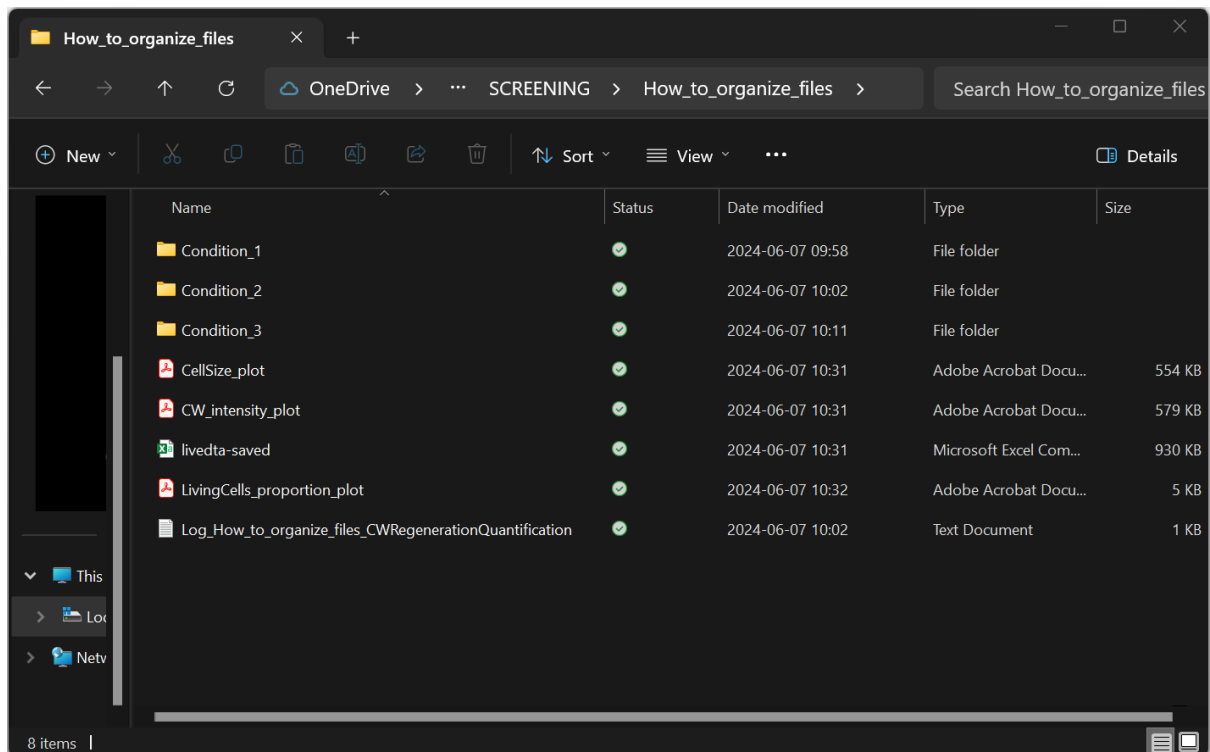 How_to_organize_files
OneDrive > ... SCREENING > How_to_organize_files > Search How_to_organize_files
New Sort View ... Details
Name Status Date modified Type Size
Condition_1 2024-06-07 09:58 File folder
Condition_2 2024-06-07 10:02 File folder
Condition_3 2024-06-07 10:11 File folder
CellSize_plot 2024-06-07 10:31 Adobe Acrobat Docu... 554 KB
CW_intensity_plot 2024-06-07 10:31 Adobe Acrobat Docu... 579 KB
livedta-saved 2024-06-07 10:31 Microsoft Excel Com... 930 KB
LivingCells_proportion_plot 2024-06-07 10:32 Adobe Acrobat Docu... 5 KB
Log_How_to_organize_files_CWRegenerationQuantification 2024-06-07 10:02 Text Document 1 KB
This
Loc
Netw
8 items